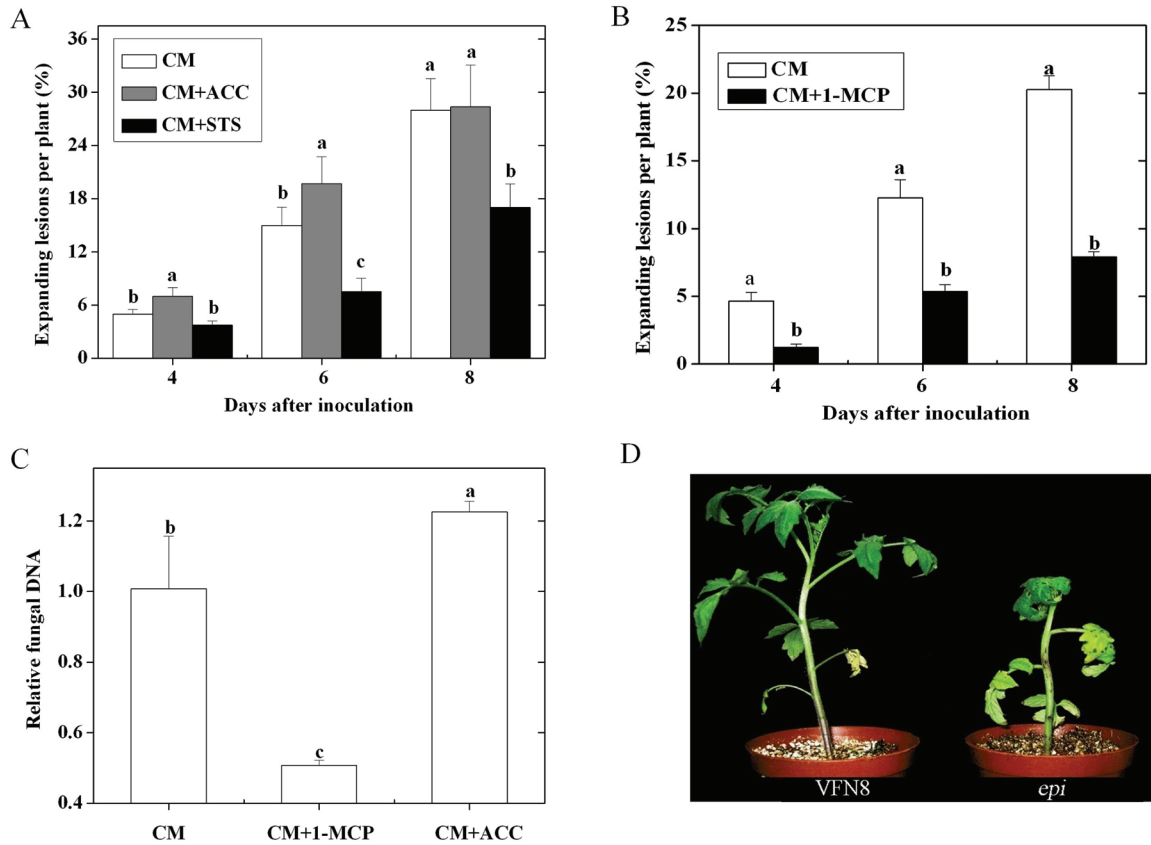 A
Expanding lesions per plant (%)
36
30
24
18
12
6
0
CM
CM+ACC
CM+STS
b
a
b
b
a
c
a
a
b
4
6
8
Days after inoculation
B
Expanding lesions per plant (%)
25
20
15
10
5
0
CM
CM+1-MCP
a
b
a
b
a
b
4
6
8
Days after inoculation
C
Relative fungal DNA
1.2
1.0
0.8
0.6
0.4
b
c
a
CM
CM+1-MCP
CM+ACC
D
VFN8
epi